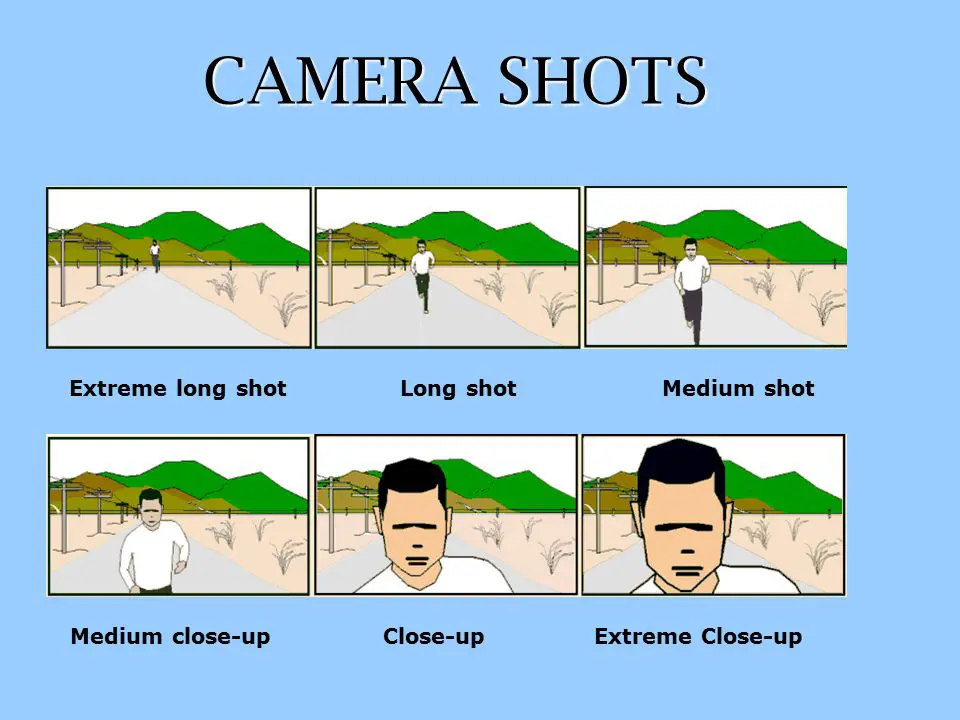 CAMERA SHOTS
Extreme long shot
Long shot
Medium shot
Medium close-up
Close-up
Extreme Close-up